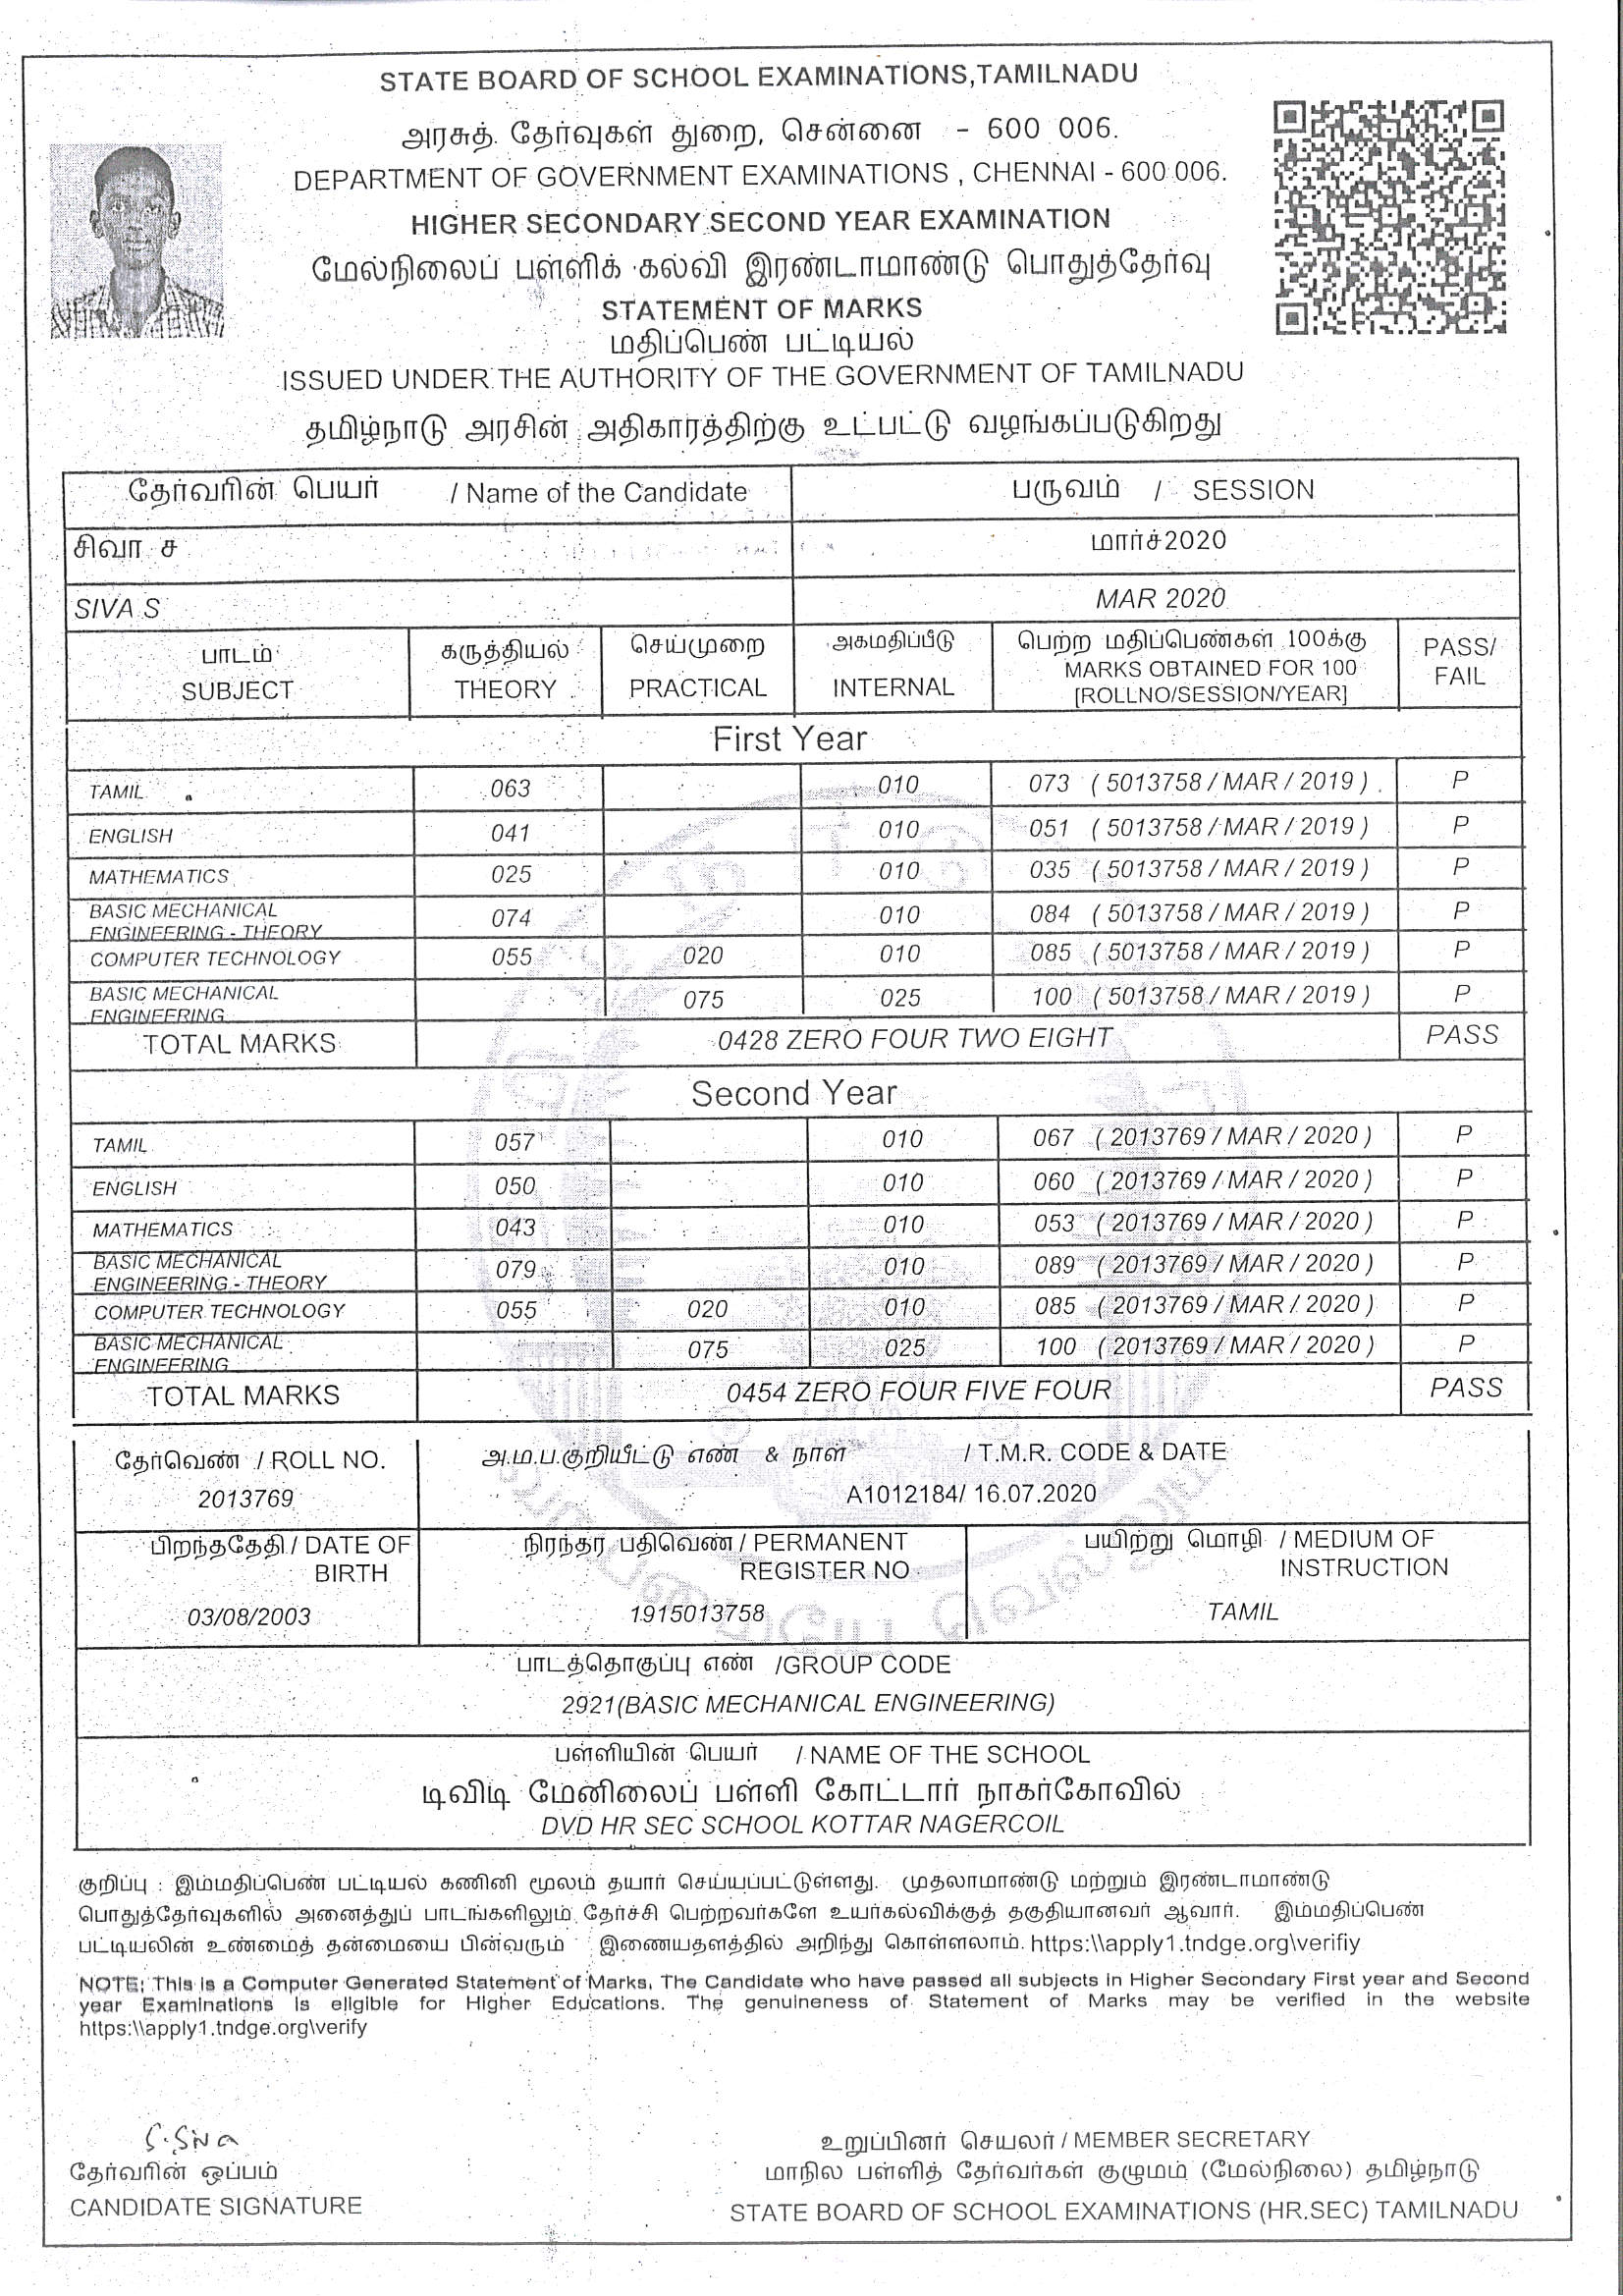 STATE BOARD OF SCHOOL EXAMINATIONS,TAMILNADU
அரசுத் தேர்வுகள் துறை, சென்னை - 600 006.
DEPARTMENT OF GOVERNMENT EXAMINATIONS , CHENNAI - 600 006.
HIGHER SECONDARY SECOND YEAR EXAMINATION
மேல்நிலைப் பள்ளிக் கல்வி இரண்டாமாண்டு பொதுத்தேர்வு
STATEMENT OF MARKS
மதிப்பெண் பட்டியல்
ISSUED UNDER THE AUTHORITY OF THE GOVERNMENT OF TAMILNADU
தமிழ்நாடு அரசின் அதிகாரத்திற்கு உட்பட்டு வழங்கப்படுகிறது
தேர்வரின் பெயர் / Name of the Candidate பருவம் / SESSION
சிவா ச மார்ச்2020
SIVA S MAR 2020
பாடம் கருத்தியல் செய்முறை அகமதிப்பீடு பெற்ற மதிப்பெண்கள் 100க்கு PASS/
SUBJECT THEORY PRACTICAL INTERNAL MARKS OBTAINED FOR 100 FAIL
[ROLLNO/SESSION/YEAR]
First Year
TAMIL 063 010 073 ( 5013758 / MAR / 2019 ) P
ENGLISH 041 010 051 ( 5013758 / MAR / 2019 ) P
MATHEMATICS 025 010 035 ( 5013758 / MAR / 2019 ) P
BASIC MECHANICAL
ENGINEERING - THEORY 074 010 084 ( 5013758 / MAR / 2019 ) P
COMPUTER TECHNOLOGY 055 020 010 085 ( 5013758 / MAR / 2019 ) P
BASIC MECHANICAL
ENGINEERING 075 025 100 ( 5013758 / MAR / 2019 ) P
TOTAL MARKS 0428 ZERO FOUR TWO EIGHT PASS
Second Year
TAMIL 057 010 067 ( 2013769 / MAR / 2020 ) P
ENGLISH 050 010 060 ( 2013769 / MAR / 2020 ) P
MATHEMATICS 043 010 053 ( 2013769 / MAR / 2020 ) P
BASIC MECHANICAL
ENGINEERING - THEORY 079 010 089 ( 2013769 / MAR / 2020 ) P
COMPUTER TECHNOLOGY 055 020 010 085 ( 2013769 / MAR / 2020 ) P
BASIC MECHANICAL
ENGINEERING 075 025 100 ( 2013769 / MAR / 2020 ) P
TOTAL MARKS 0454 ZERO FOUR FIVE FOUR PASS
தேர்வெண் / ROLL NO. அ.ம.ப.குறியீட்டு எண் & நாள் / T.M.R. CODE & DATE
2013769 A1012184/ 16.07.2020
பிறந்ததேதி / DATE OF நிரந்தர பதிவெண் / PERMANENT பயிற்று மொழி / MEDIUM OF
BIRTH REGISTER NO INSTRUCTION
03/08/2003 1915013758 TAMIL
பாடத்தொகுப்பு எண் /GROUP CODE
2921(BASIC MECHANICAL ENGINEERING)
பள்ளியின் பெயர் / NAME OF THE SCHOOL
டிவிடி மேனிலைப் பள்ளி கோட்டார் நாகர்கோவில்
DVD HR SEC SCHOOL KOTTAR NAGERCOIL
குறிப்பு : இம்மதிப்பெண் பட்டியல் கணினி மூலம் தயார் செய்யப்பட்டுள்ளது. முதலாமாண்டு மற்றும் இரண்டாமாண்டு
பொதுத்தேர்வுகளில் அனைத்துப் பாடங்களிலும் தேர்ச்சி பெற்றவர்களே உயர்கல்விக்குத் தகுதியானவர் ஆவார். இம்மதிப்பெண்
பட்டியலின் உண்மைத் தன்மையை பின்வரும் இணையதளத்தில் அறிந்து கொள்ளலாம். https:\\apply1.tndge.org\verifiy
NOTE: This is a Computer Generated Statement of Marks. The Candidate who have passed all subjects in Higher Secondary First year and Second
year Examinations is eligible for Higher Educations. The genuineness of Statement of Marks may be verified in the website
https:\\apply1.tndge.org\verify
S.Siva
தேர்வரின் ஒப்பம்
CANDIDATE SIGNATURE
உறுப்பினர் செயலர் / MEMBER SECRETARY
மாநில பள்ளித் தேர்வர்கள் குழுமம் (மேல்நிலை) தமிழ்நாடு
STATE BOARD OF SCHOOL EXAMINATIONS (HR.SEC) TAMILNADU